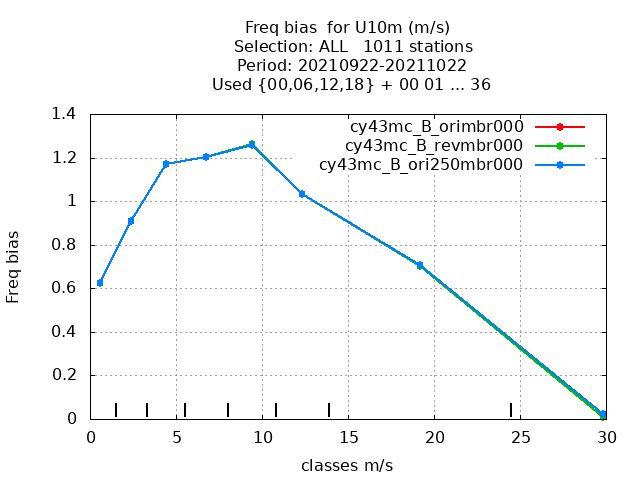 Freq bias  for U10m (m/s)
Selection: ALL   1011 stations
Period: 20210922-20211022
Used {00,06,12,18} + 00 01 ... 36
cy43mc_B_orimbr000
cy43mc_B_revmbr000
cy43mc_B_ori250mbr000
Freq bias
1.4
1.2
1
0.8
0.6
0.4
0.2
0
0 5 10 15 20 25 30
classes m/s